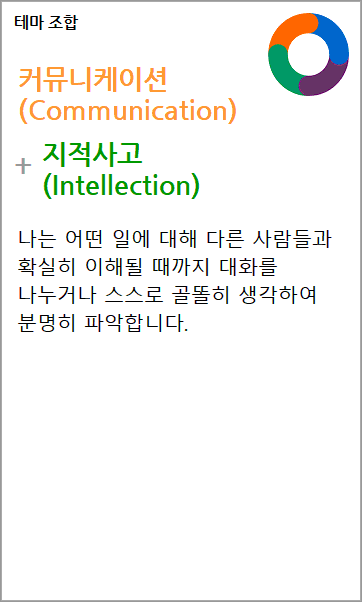 테마 조합
커뮤니케이션
(Communication)
+ 지적사고
(Intellection)
나는 어떤 일에 대해 다른 사람들과
확실히 이해될 때까지 대화를
나누거나 스스로 골똘히 생각하여
분명히 파악합니다.